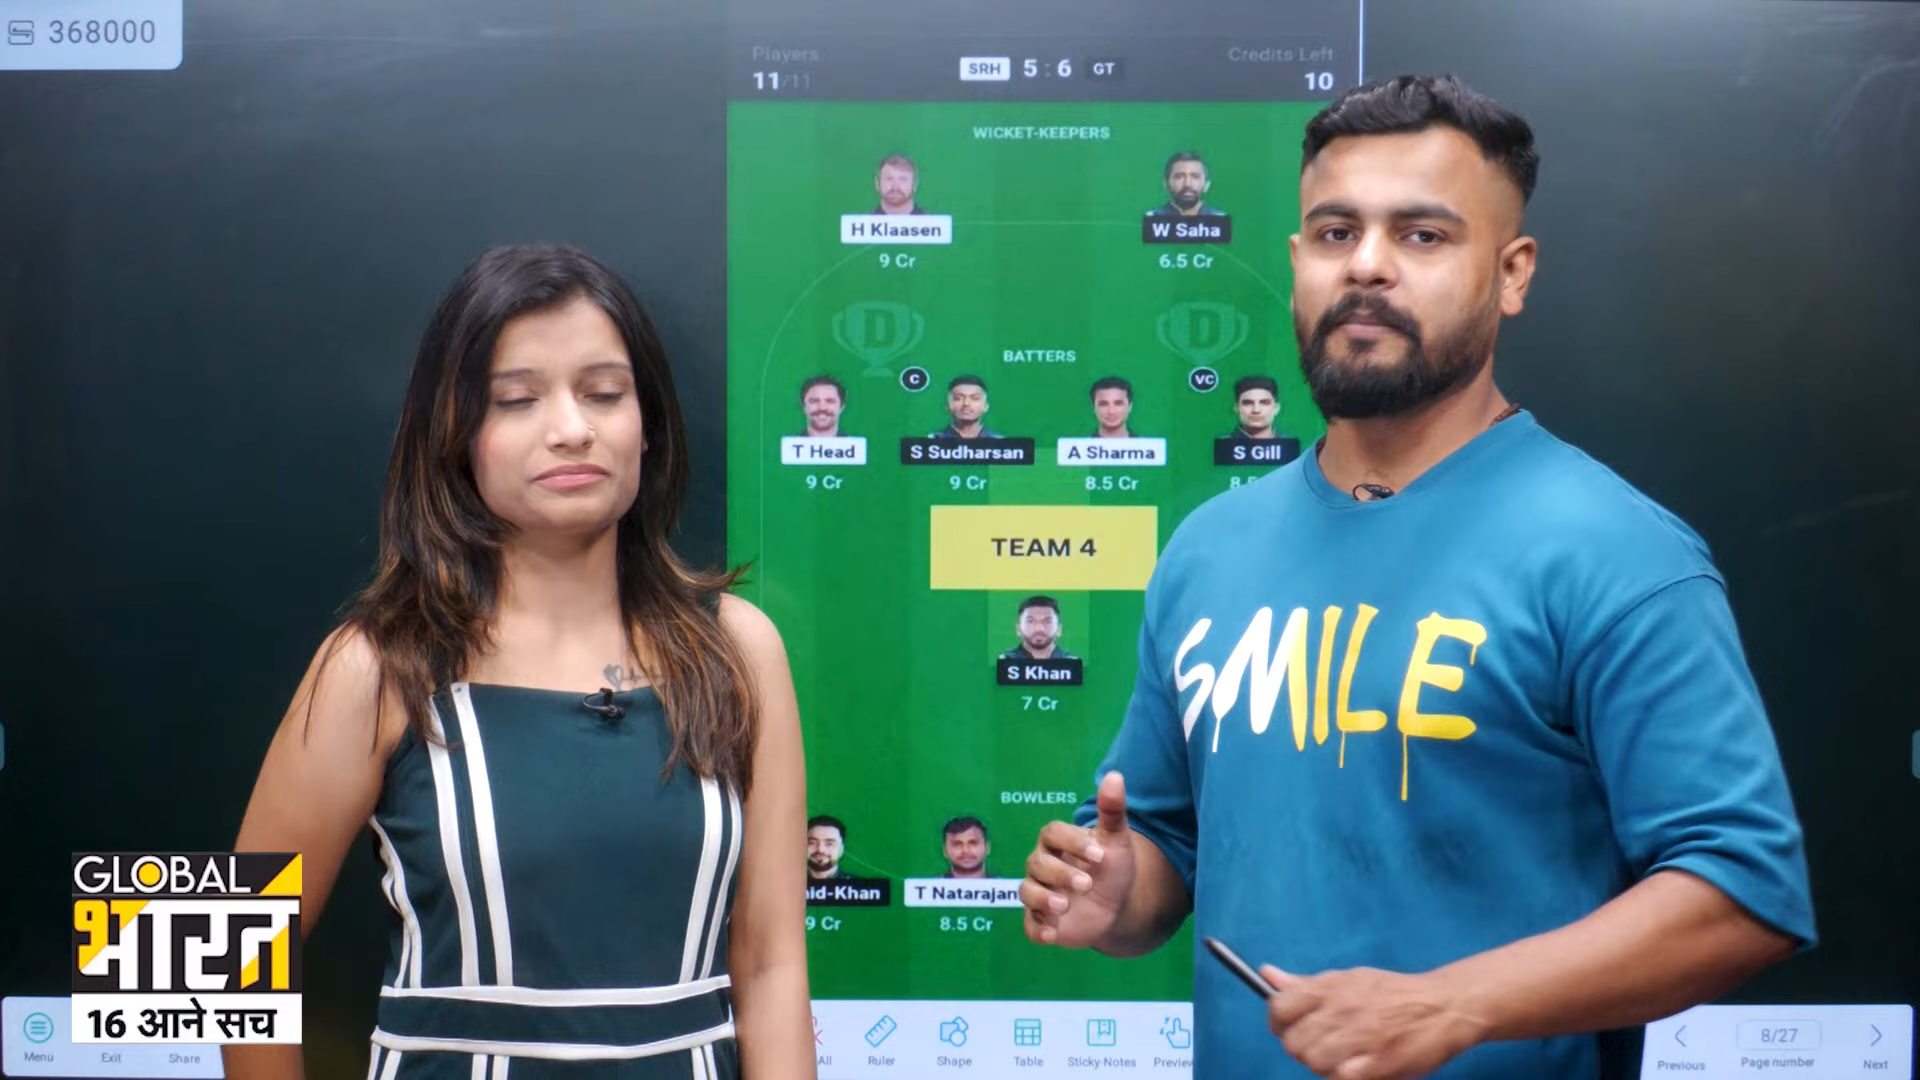 368000
Players
11/11
SRH 5 : 6 GT
Credits Left
10
WICKET-KEEPERS
H Klaasen
9 Cr
W Saha
6.5 Cr
BATTERS
C
VC
T Head
9 Cr
S Sudharsan
9 Cr
A Sharma
8.5 Cr
S Gill
TEAM 4
S Khan
7 Cr
BOWLERS
id-Khan
9 Cr
T Natarajan
8.5 Cr
SMILE
GLOBAL
भारत
16 आने सच
Menu
Exit
Share
All
Ruler
Shape
Table
Sticky-Notes
Preview
Previous
8/27
Page number
Next